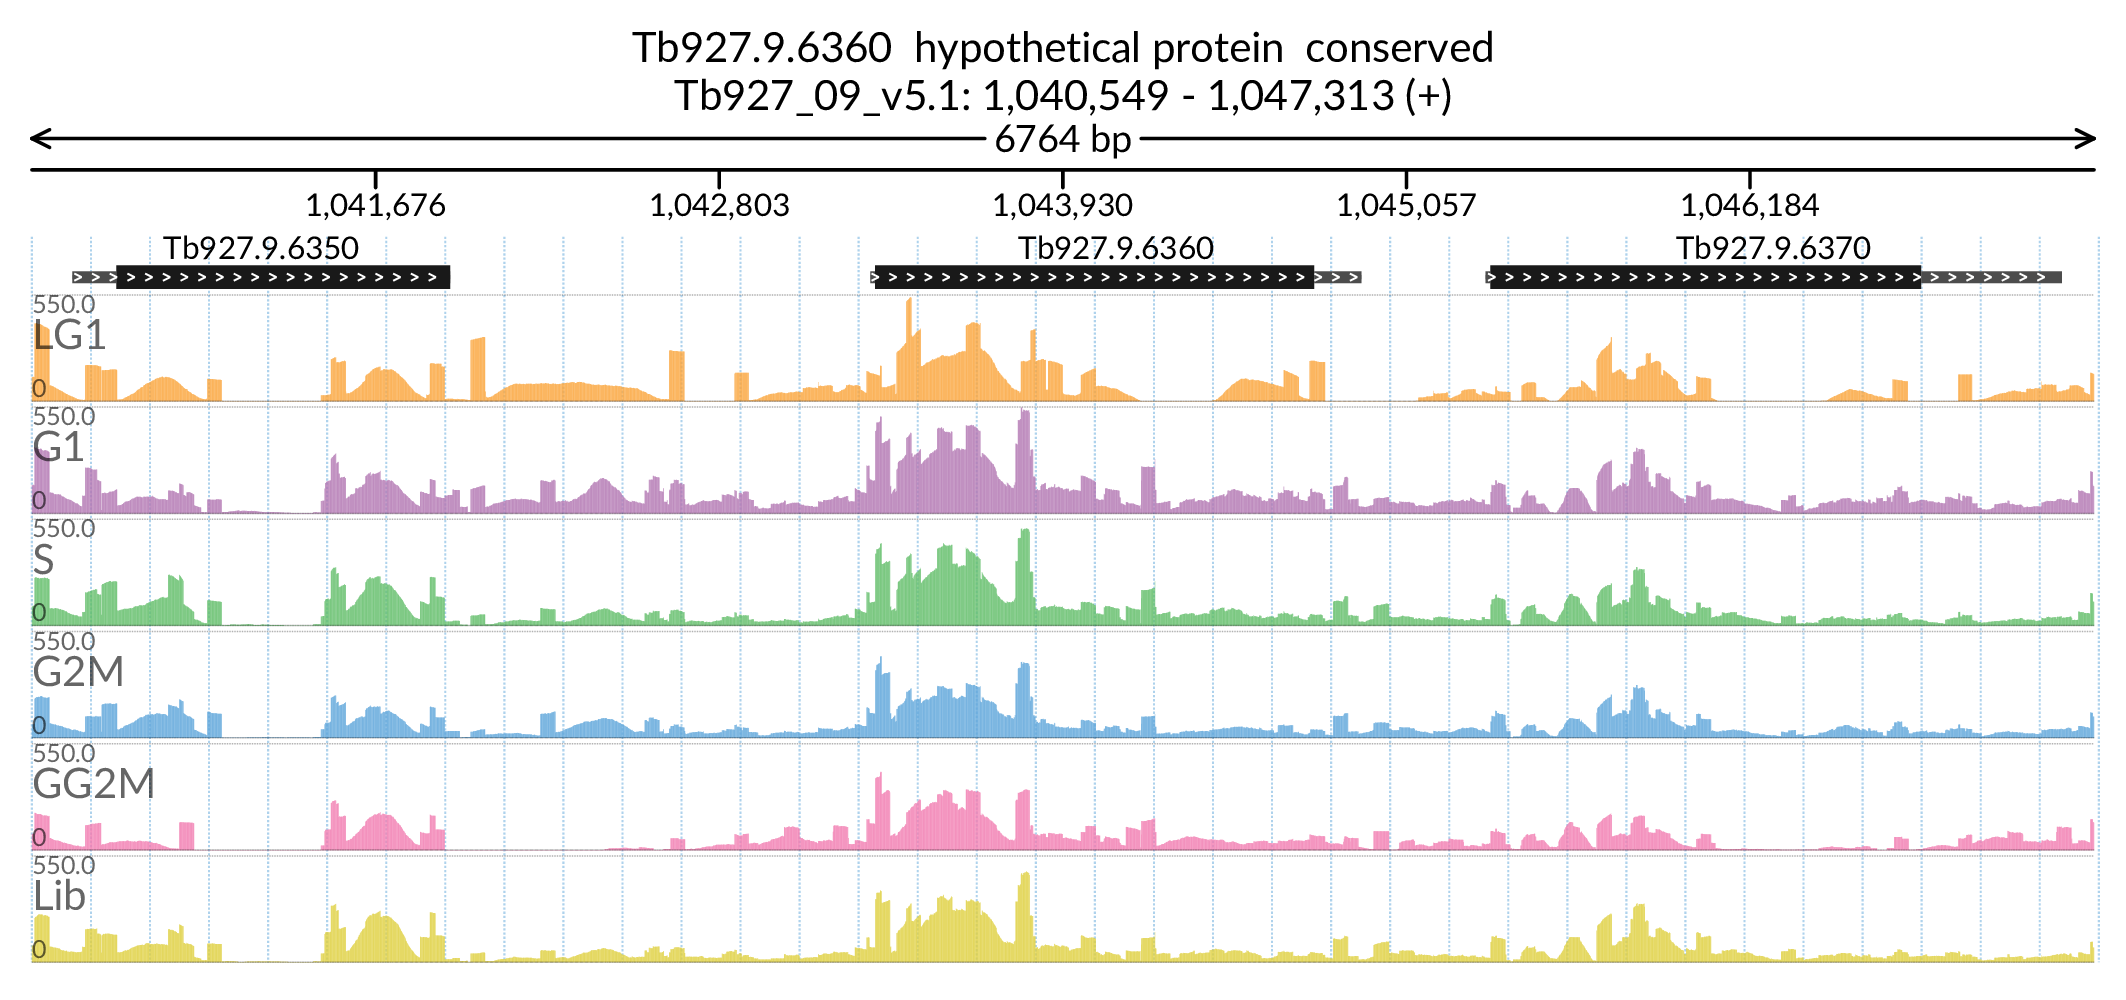 Tb927.9.6360 hypothetical protein conserved
Tb927_09_v5.1: 1,040,549 - 1,047,313 (+)
6764 bp
1,041,676 1,042,803 1,043,930 1,045,057 1,046,184
Tb927.9.6350 Tb927.9.6360 Tb927.9.6370
550.0
LG1
0
550.0
G1
0
550.0
S
0
550.0
G2M
0
550.0
GG2M
0
550.0
Lib
0